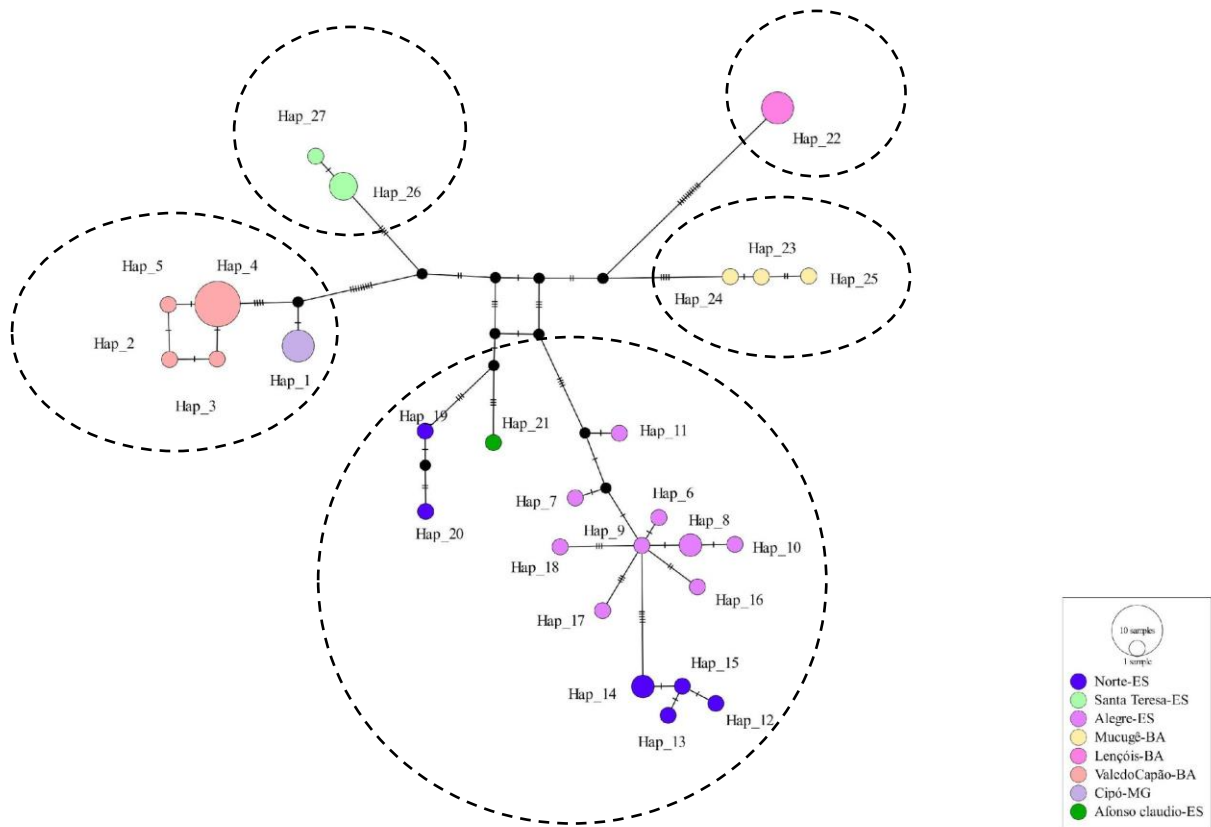 Hap_27
Hap_22
Hap_26
Hap_23
Hap_5
Hap_4
Hap_25
Hap_24
Hap_2
Hap_1
Hap_3
Hap_19
Hap_21
Hap_11
Hap_7
Hap_6
Hap_9
Hap_8
Hap_20
Hap_10
Hap_18
Hap_16
Hap_17
Hap_15
Hap_14
Hap_12
Hap_13
10 samples
1 sample
Norte-ES
Santa Teresa-ES
Alegre-ES
Mucugê-BA
Lençóis-BA
ValedoCapão-BA
Cipó-MG
Afonso claudio-ES